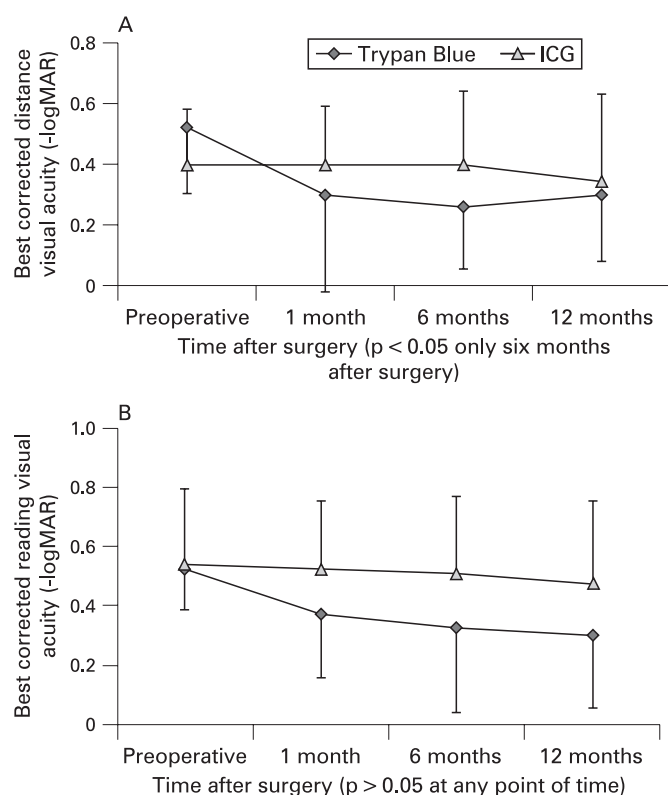 A
0.8
Trypan Blue
ICG
0.6
0.4
0.2
0
Best corrected distance
visual acuity (-logMAR)
Preoperative
1 month
6 months
12 months
Time after surgery (p < 0.05 only six months
after surgery)
B
1.0
0.8
0.6
0.4
0.2
0
Best corrected reading visual
acuity (-logMAR)
Preoperative
1 month
6 months
12 months
Time after surgery (p > 0.05 at any point of time)